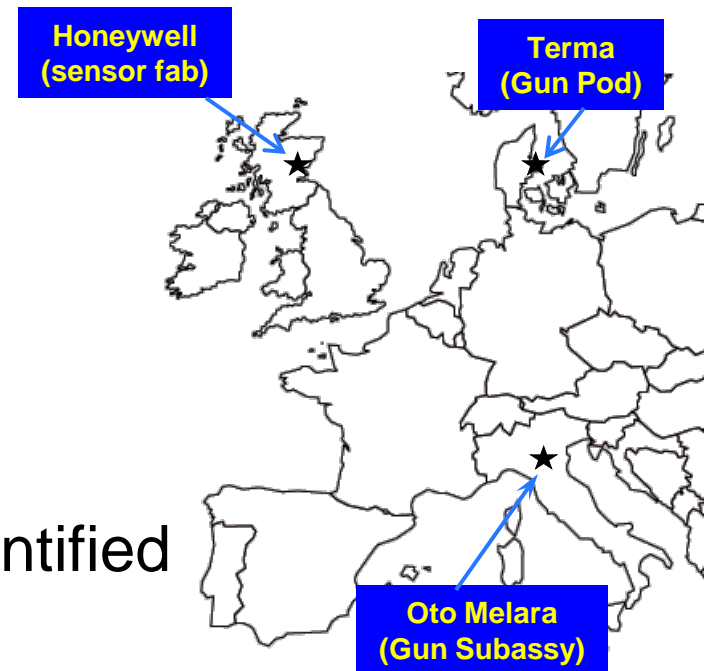 Honeywell
(sensor fab)
Terma
(Gun Pod)
ntified
Oto Melara
(Gun Subassy)